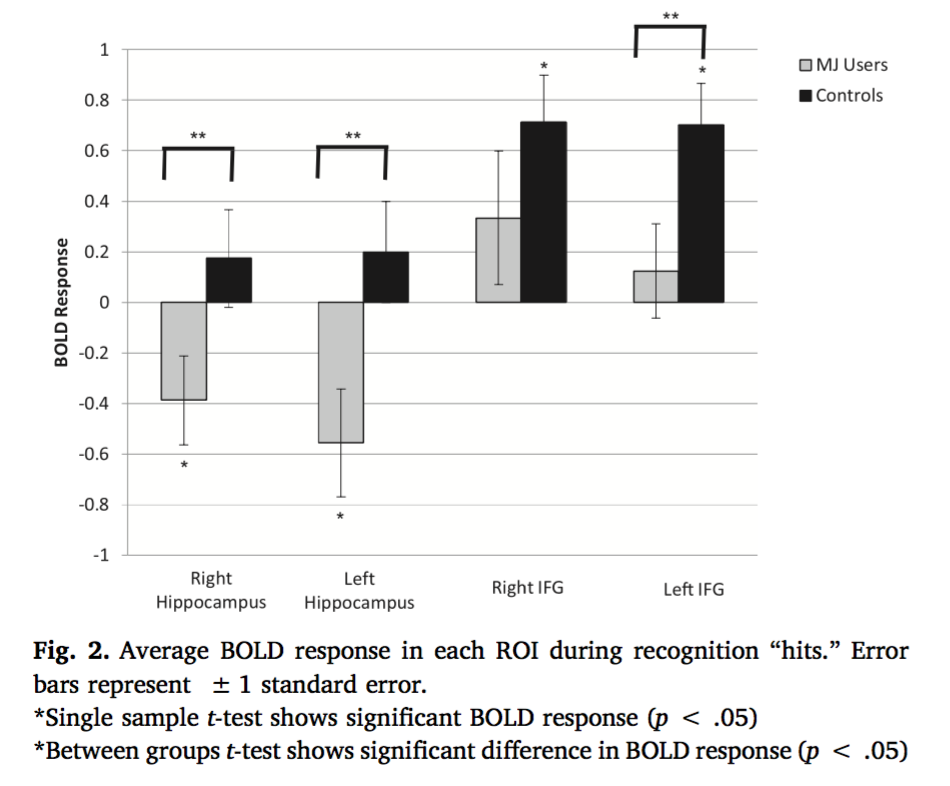 **
1
MJ Users
*
*
Controls
0.8
**
**
0.6
0.4
0.2
BOLD Response
0
-0.2
-0.4
-0.6
*
-0.8
*
-1
Right
Hippocampus
Left
Hippocampus
Right IFG
Left IFG
Fig. 2. Average BOLD response in each ROI during recognition “hits.” Error
bars represent ± 1 standard error.
*Single sample t-test shows significant BOLD response (p < .05)
*Between groups t-test shows significant difference in BOLD response (p < .05)